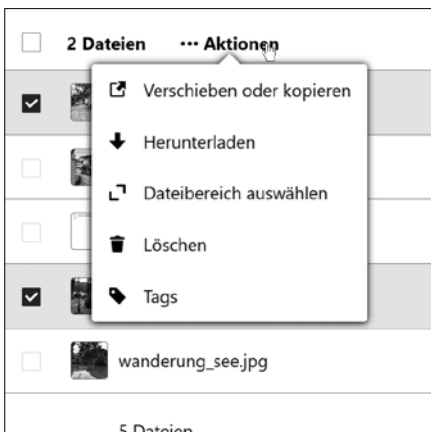 2 Dateien ··· Aktionen
Verschieben oder kopieren
Herunterladen
Dateibereich auswählen
Löschen
Tags
wanderung_see.jpg
5 Dateien